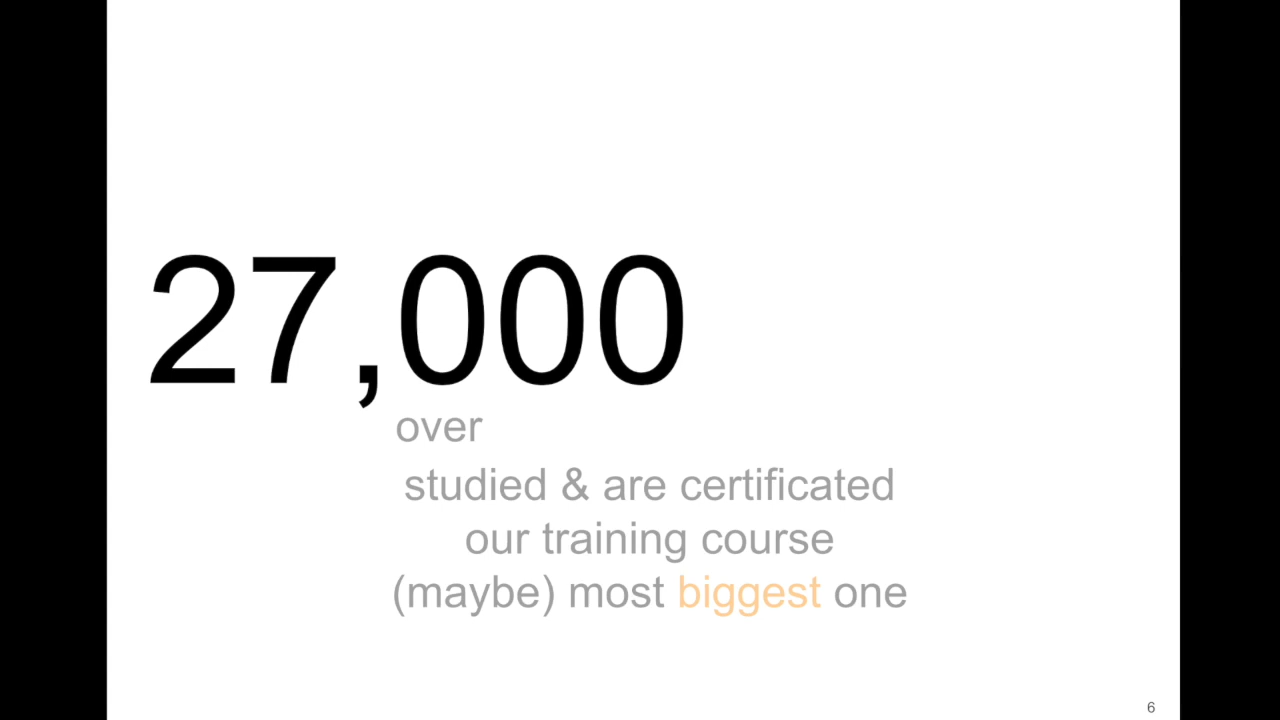 27,000
over
studied & are certificated
our training course
(maybe) most biggest one
6